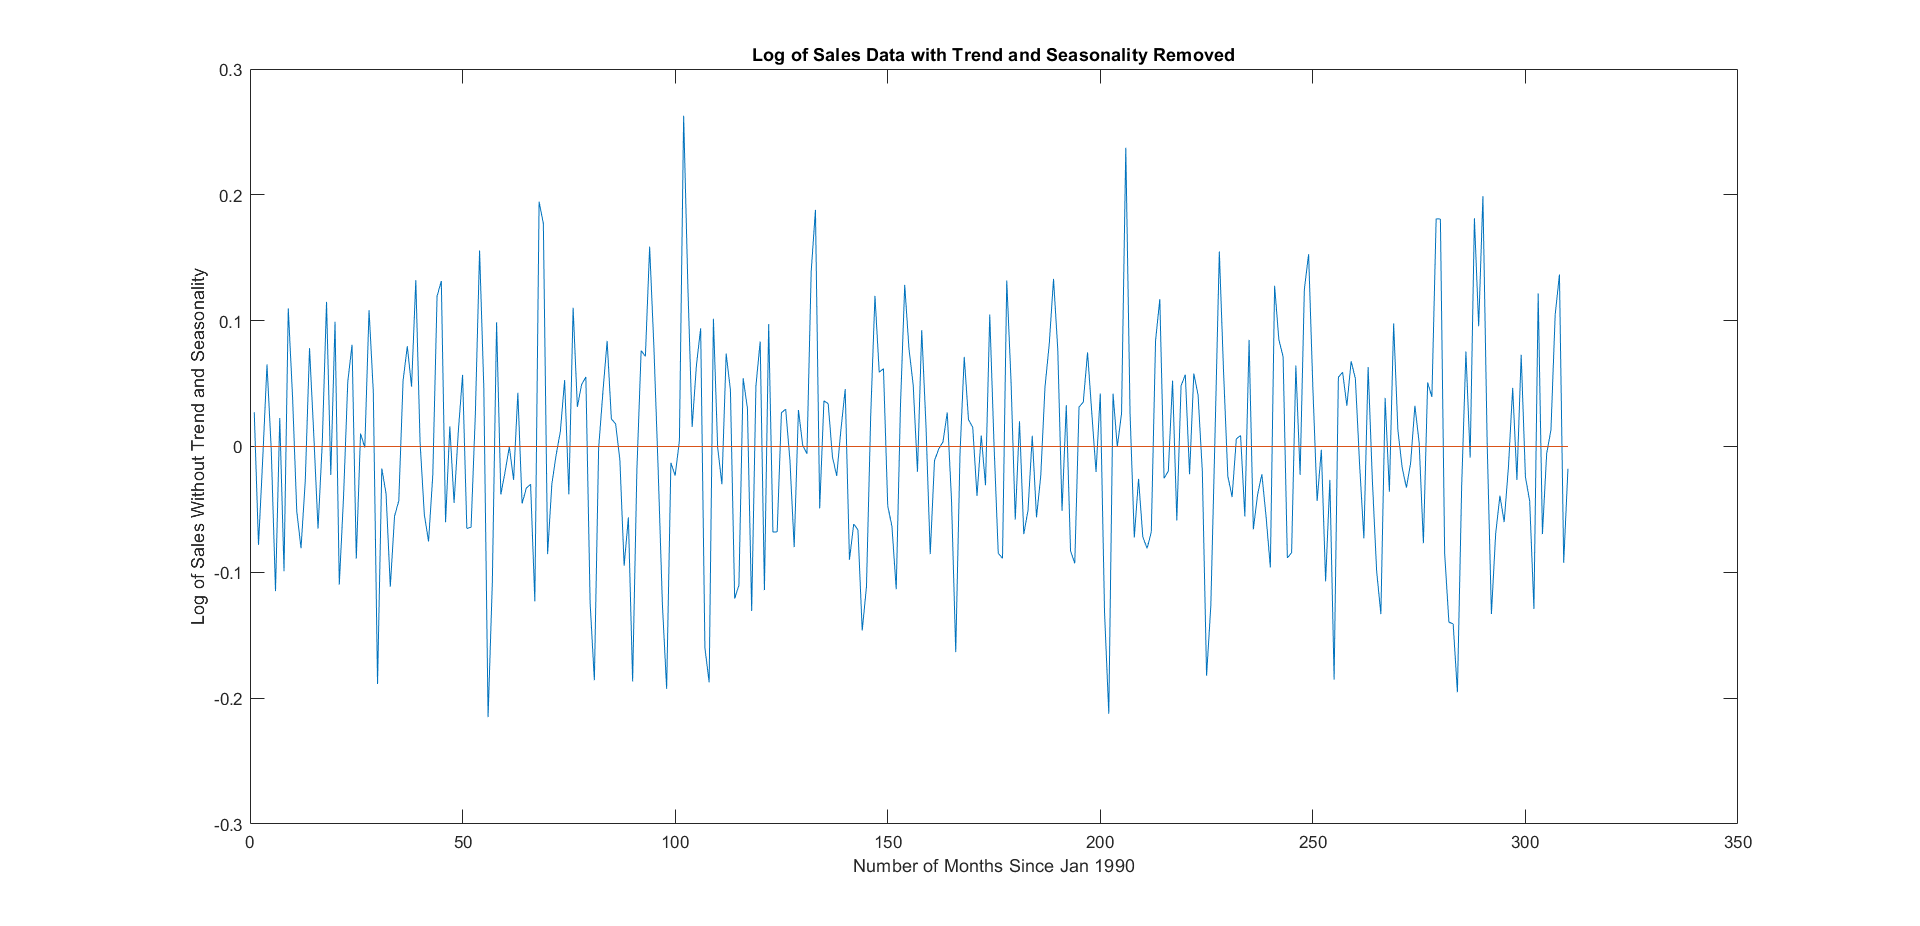 Log of Sales Data with Trend and Seasonality Removed
0.3
0.2
0.1
0
-0.1
-0.2
-0.3
Log of Sales Without Trend and Seasonality
0 50 100 150 200 250 300 350
Number of Months Since Jan 1990